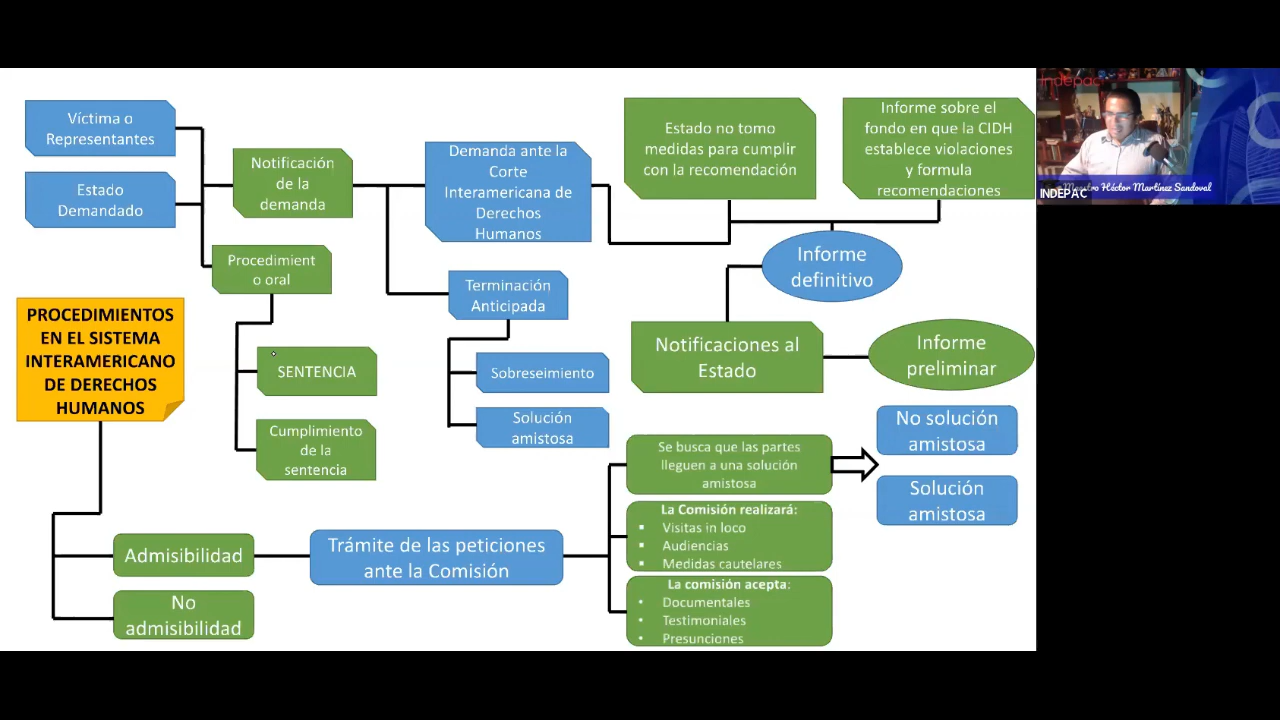 Víctima o
Representantes
Estado
Demandado
Notificación
de la
demanda
Procedimient
o oral
SENTENCIA
Cumplimiento
de la
sentencia
Demanda ante la
Corte
Interamericana de
Derechos
Humanos
Terminación
Anticipada
Sobreseimiento
Solución
amistosa
Estado no tomo
medidas para cumplir
con la recomendación
Informe sobre el
fondo en que la CIDH
establece violaciones
y formula
recomendaciones
Informe
definitivo
Notificaciones al
Estado
Informe
preliminar
PROCEDIMIENTOS
EN EL SISTEMA
INTERAMERICANO
DE DERECHOS
HUMANOS
Admisibilidad
No
admisibilidad
Trámite de las peticiones
ante la Comisión
Se busca que las partes
lleguen a una solución
amistosa
No solución
amistosa
Solución
amistosa
La Comisión realizará:
▪ Visitas in loco
▪ Audiencias
▪ Medidas cautelares
La comisión acepta:
• Documentales
• Testimoniales
• Presunciones
Indepac
Maestro Héctor Martínez Sandoval
INDEPAC